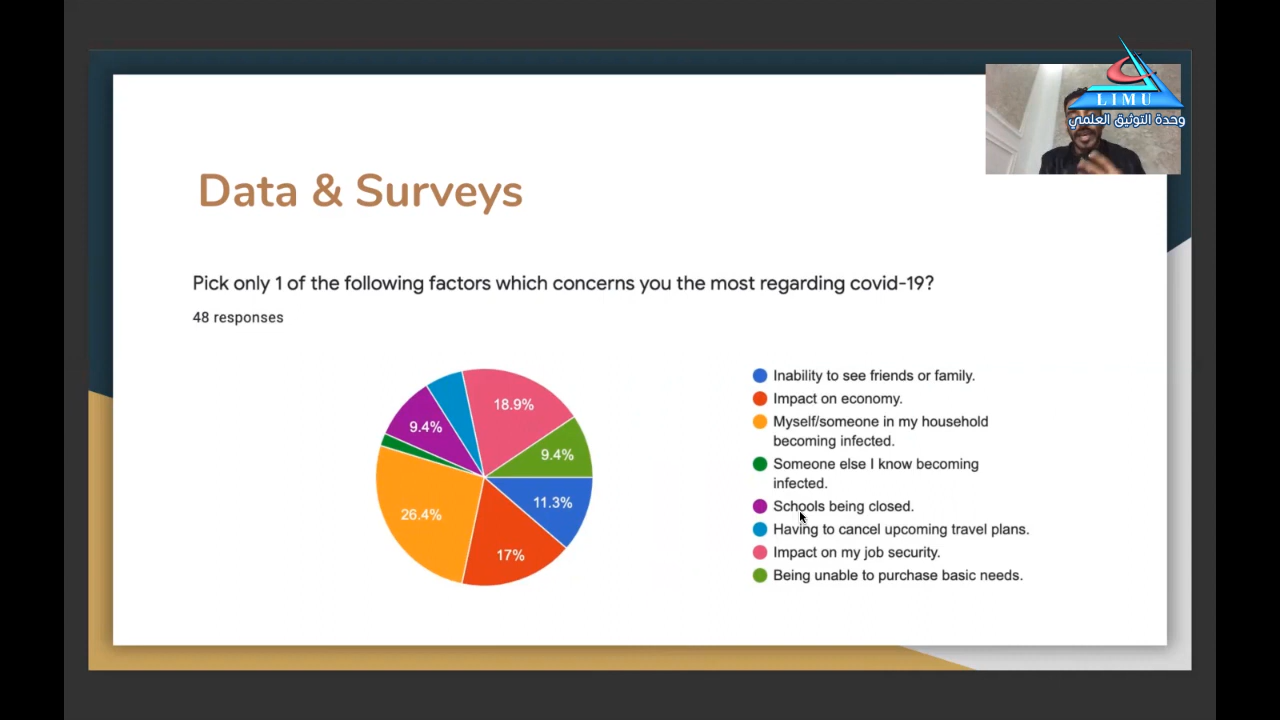 LIMU
وحدة التوثيق العلمي
Data & Surveys
Pick only 1 of the following factors which concerns you the most regarding covid-19?
48 responses
18.9%
9.4%
9.4%
11.3%
26.4%
17%
Inability to see friends or family.
Impact on economy.
Myself/someone in my household
becoming infected.
Someone else I know becoming
infected.
Schools being closed.
Having to cancel upcoming travel plans.
Impact on my job security.
Being unable to purchase basic needs.